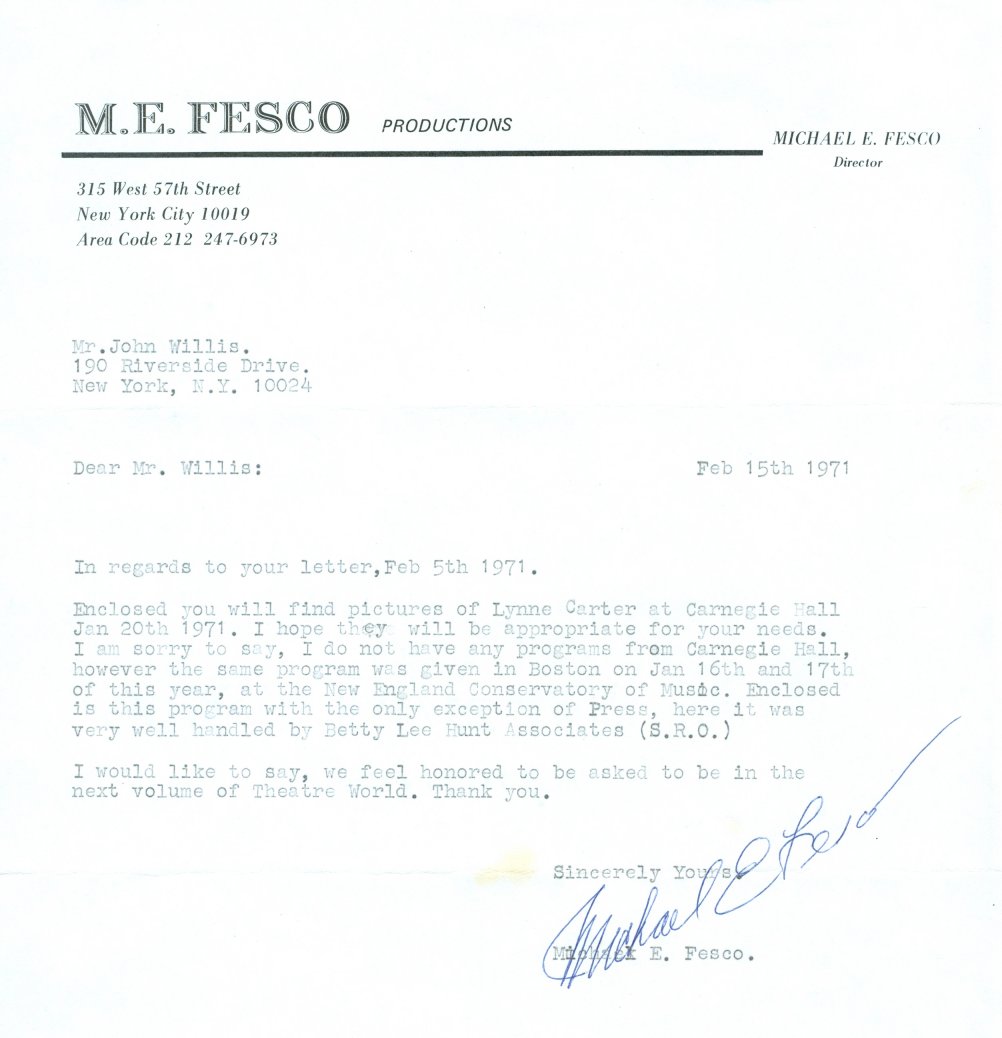 M.E. FESCO PRODUCTIONS
MICHAEL E. FESCO
Director
315 West 57th Street
New York City 10019
Area Code 212 247-6973
Mr.John Willis.
190 Riverside Drive.
New York, N.Y. 10024
Dear Mr. Willis: Feb 15th 1971
In regards to your letter,Feb 5th 1971.
Enclosed you will find pictures of Lynne Carter at Carnegie Hall
Jan 20th 1971. I hope they will be appropriate for your needs.
I am sorry to say, I do not have any programs from Carnegie Hall,
however the same program was given in Boston on Jan 16th and 17th
of this year, at the New England Conservatory of Music. Enclosed
is this program with the only exception of Press, here it was
very well handled by Betty Lee Hunt Associates (S.R.O.)
I would like to say, we feel honored to be asked to be in the
next volume of Theatre World. Thank you.
Sincerely Yours,
Michael E Fesco
Michael E. Fesco.